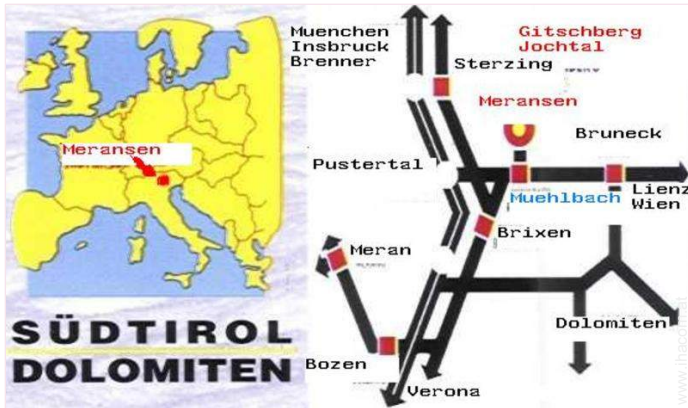 Meransen
SÜDTIROL
DOLOMITEN
Muenchen
Insbruck
Brenner
Gitschberg
Jochtal
Sterzing
Meransen
Bruneck
Pustertal
Muehlbach
Lienz
Wien
Brixen
Meran
Dolomiten
Bozen
Verona